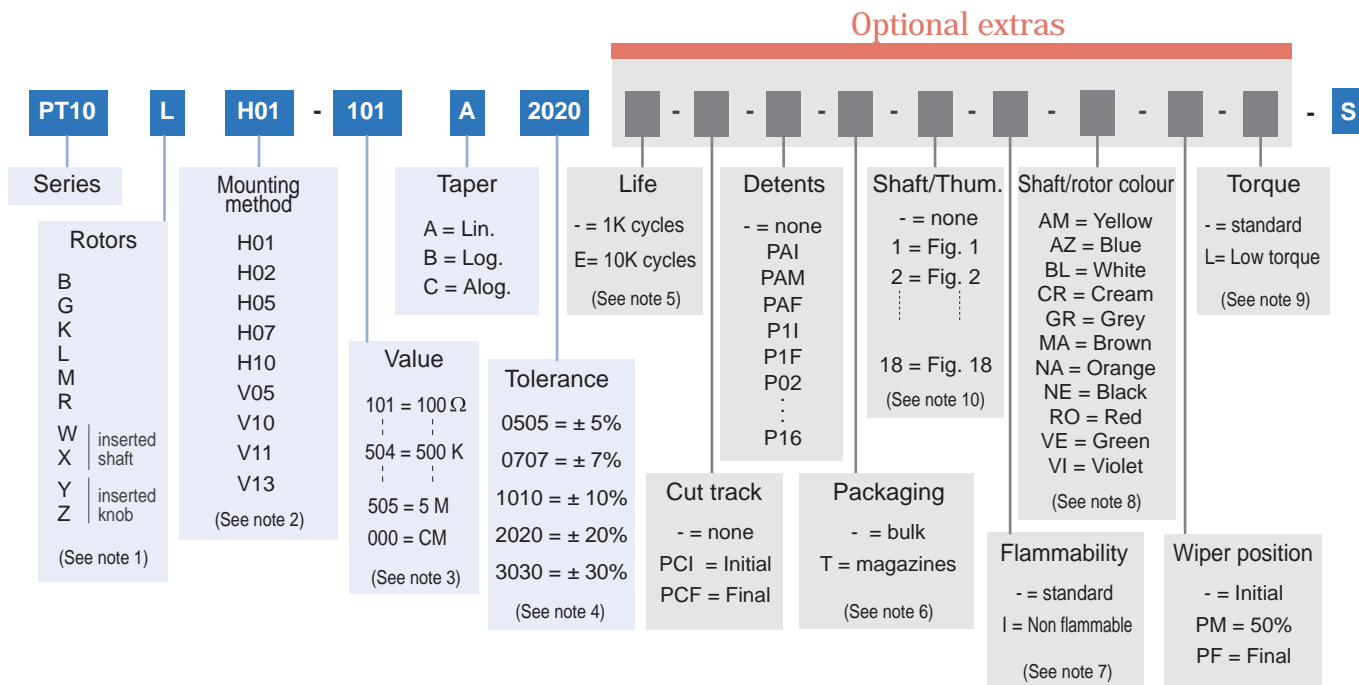 Optional extras
PT10 L H01 - 101 A 2020 - - - - - - - - - S
Series
Rotors
B
G
K
L
M
R
W
X
inserted
shaft
Y
Z
inserted
knob
(See note 1)
Mounting
method
H01
H02
H05
H07
H10
V05
V10
V11
V13
(See note 2)
Value
101 = 100 Ω
504 = 500 K
505 = 5 M
000 = CM
(See note 3)
Taper
A = Lin.
B = Log.
C = Alog.
Tolerance
0505 = ± 5%
0707 = ± 7%
1010 = ± 10%
2020 = ± 20%
3030 = ± 30%
(See note 4)
Life
- = 1K cycles
E= 10K cycles
(See note 5)
Cut track
- = none
PCI = Initial
PCF = Final
Detents
- = none
PAI
PAM
PAF
P1I
P1F
P02
:
:
P16
Packaging
- = bulk
T = magazines
(See note 6)
Shaft/Thum.
- = none
1 = Fig. 1
2 = Fig. 2
18 = Fig. 18
(See note 10)
Flammability
- = standard
I = Non flammable
(See note 7)
Shaft/rotor colour
AM = Yellow
AZ = Blue
BL = White
CR = Cream
GR = Grey
MA = Brown
NA = Orange
NE = Black
RO = Red
VE = Green
VI = Violet
(See note 8)
Wiper position
- = Initial
PM = 50%
PF = Final
Torque
- = standard
L= Low torque
(See note 9)